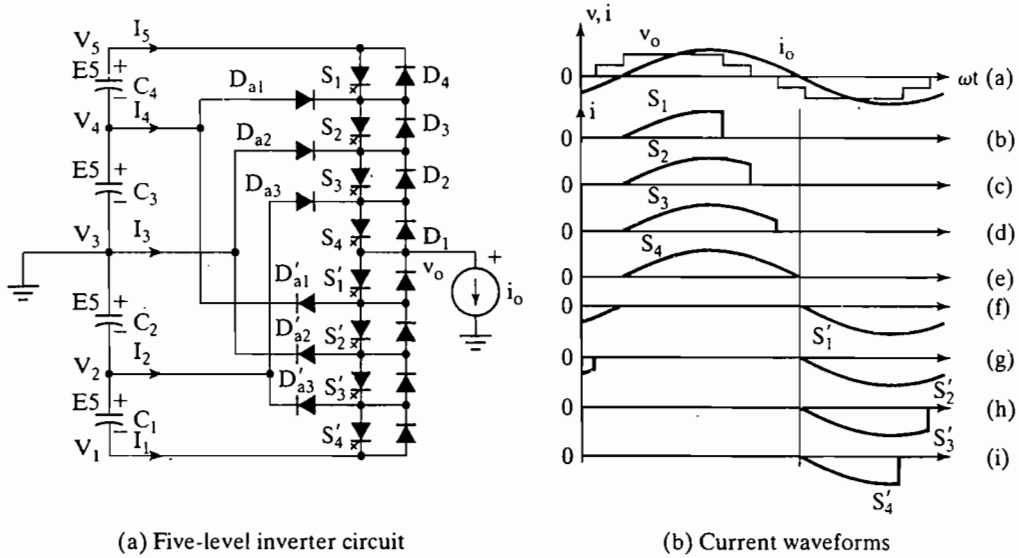 V5 I5
E5 + − C4
V4 I4
E5 + − C3
V3 I3
E5 + − C2
V2 I2
E5 + − C1
V1 I1
Da1
Da2
Da3
D′a1
D′a2
D′a3
S1
S2
S3
S4
S′1
S′2
S′3
S′4
D4
D3
D2
D1
vo
+
io
v, i
vo io
0 ωt (a)
i
0 S1 (b)
0 S2 (c)
0 S3 (d)
0 S4 (e)
0 S′1 (f)
0 S′2 (g)
0 S′3 (h)
0 S′4 (i)
(a) Five-level inverter circuit
(b) Current waveforms